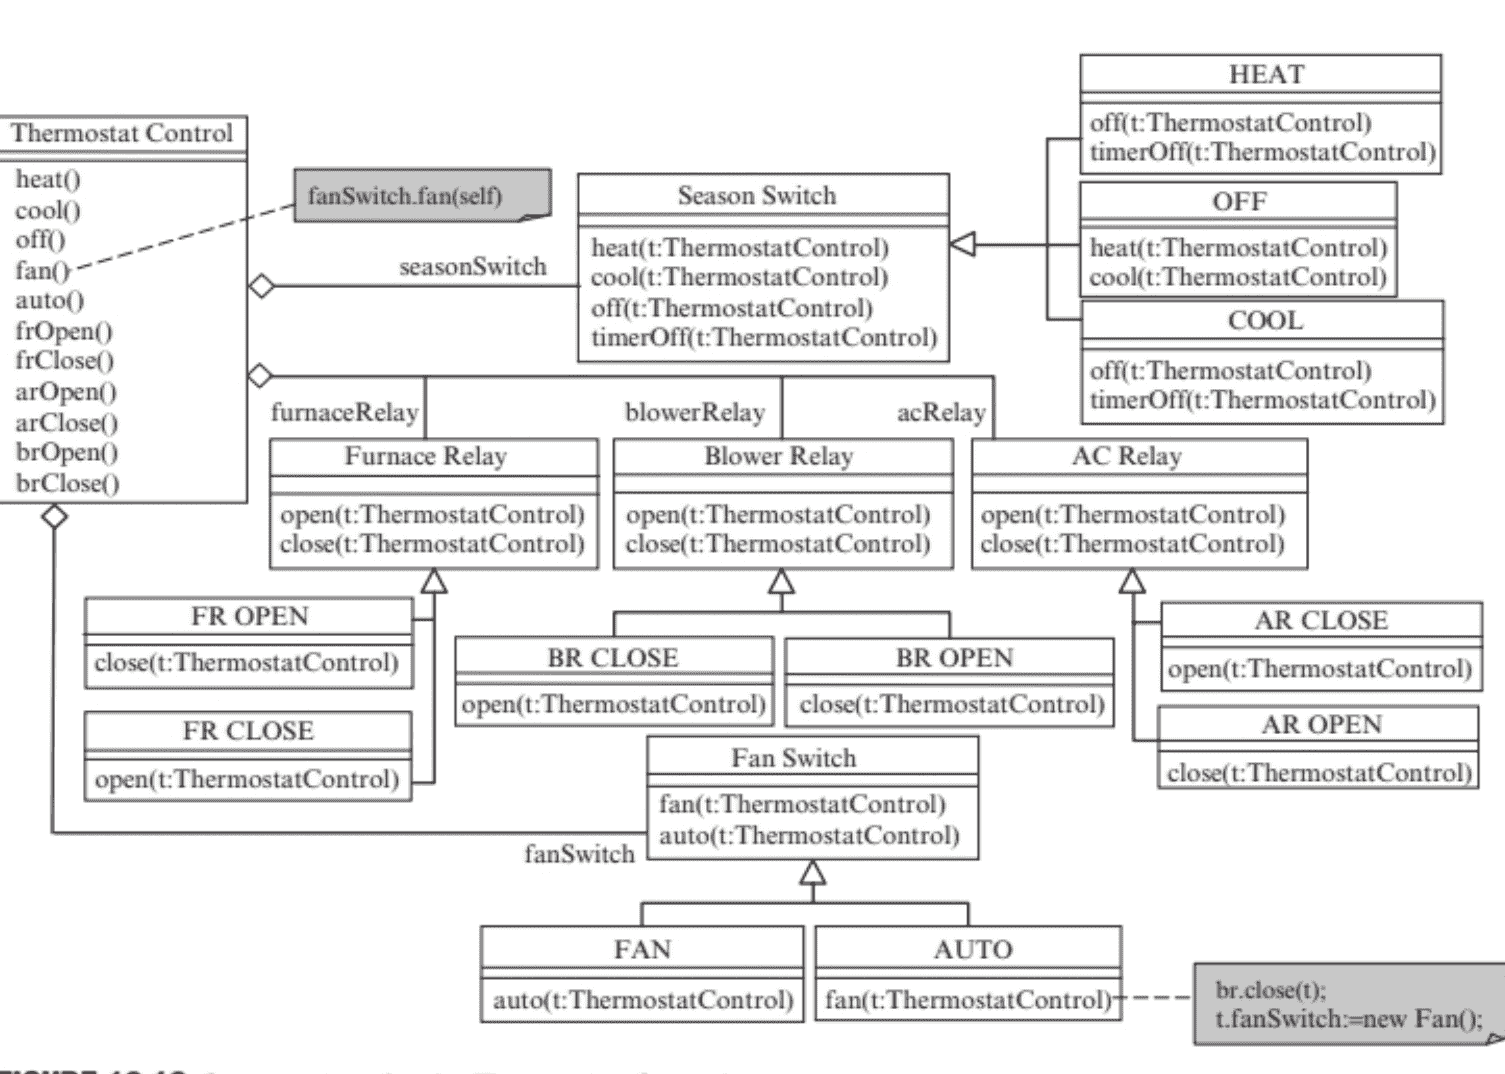 HEAT
off(t:ThermostatControl)
timerOff(t:ThermostatControl)
Thermostat Control
heat()
cool()
off()
fan()
auto()
frOpen()
frClose()
arOpen()
arClose()
brOpen()
brClose()
fanSwitch.fan(self)
seasonSwitch
Season Switch
heat(t:ThermostatControl)
cool(t:ThermostatControl)
off(t:ThermostatControl)
timerOff(t:ThermostatControl)
OFF
heat(t:ThermostatControl)
cool(t:ThermostatControl)
COOL
off(t:ThermostatControl)
timerOff(t:ThermostatControl)
furnaceRelay
blowerRelay
acRelay
Furnace Relay
open(t:ThermostatControl)
close(t:ThermostatControl)
Blower Relay
open(t:ThermostatControl)
close(t:ThermostatControl)
AC Relay
open(t:ThermostatControl)
close(t:ThermostatControl)
FR OPEN
close(t:ThermostatControl)
FR CLOSE
open(t:ThermostatControl)
BR CLOSE
open(t:ThermostatControl)
BR OPEN
close(t:ThermostatControl)
AR CLOSE
open(t:ThermostatControl)
AR OPEN
close(t:ThermostatControl)
Fan Switch
fan(t:ThermostatControl)
auto(t:ThermostatControl)
fanSwitch
FAN
auto(t:ThermostatControl)
AUTO
fan(t:ThermostatControl)
br.close(t);
t.fanSwitch:=new Fan();